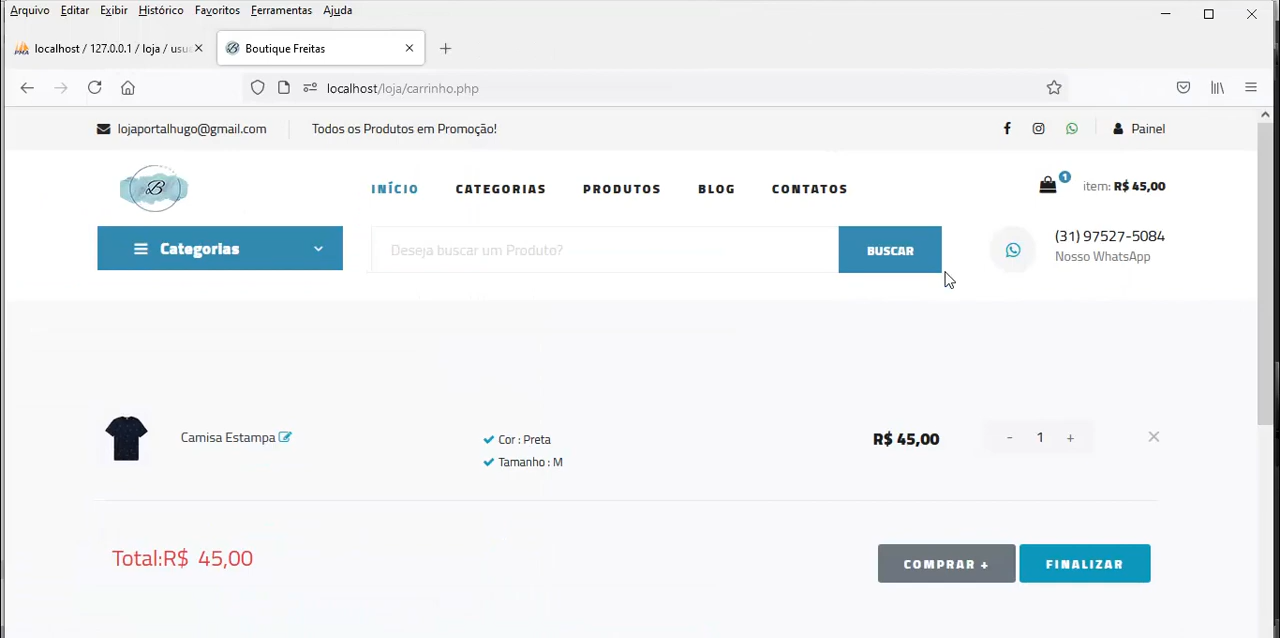 Arquivo Editar Exibir Histórico Favoritos Ferramentas Ajuda
localhost / 127.0.0.1 / loja / usu
Boutique Freitas
localhost/loja/carrinho.php
lojaportalhugo@gmail.com
Todos os Produtos em Promoção!
Painel
B
INÍCIO CATEGORIAS PRODUTOS BLOG CONTATOS
1
item: R$ 45,00
Categorias
Deseja buscar um Produto?
BUSCAR
(31) 97527-5084
Nosso WhatsApp
Camisa Estampa
Cor : Preta
Tamanho : M
R$ 45,00
- 1 +
Total:R$ 45,00
COMPRAR +
FINALIZAR